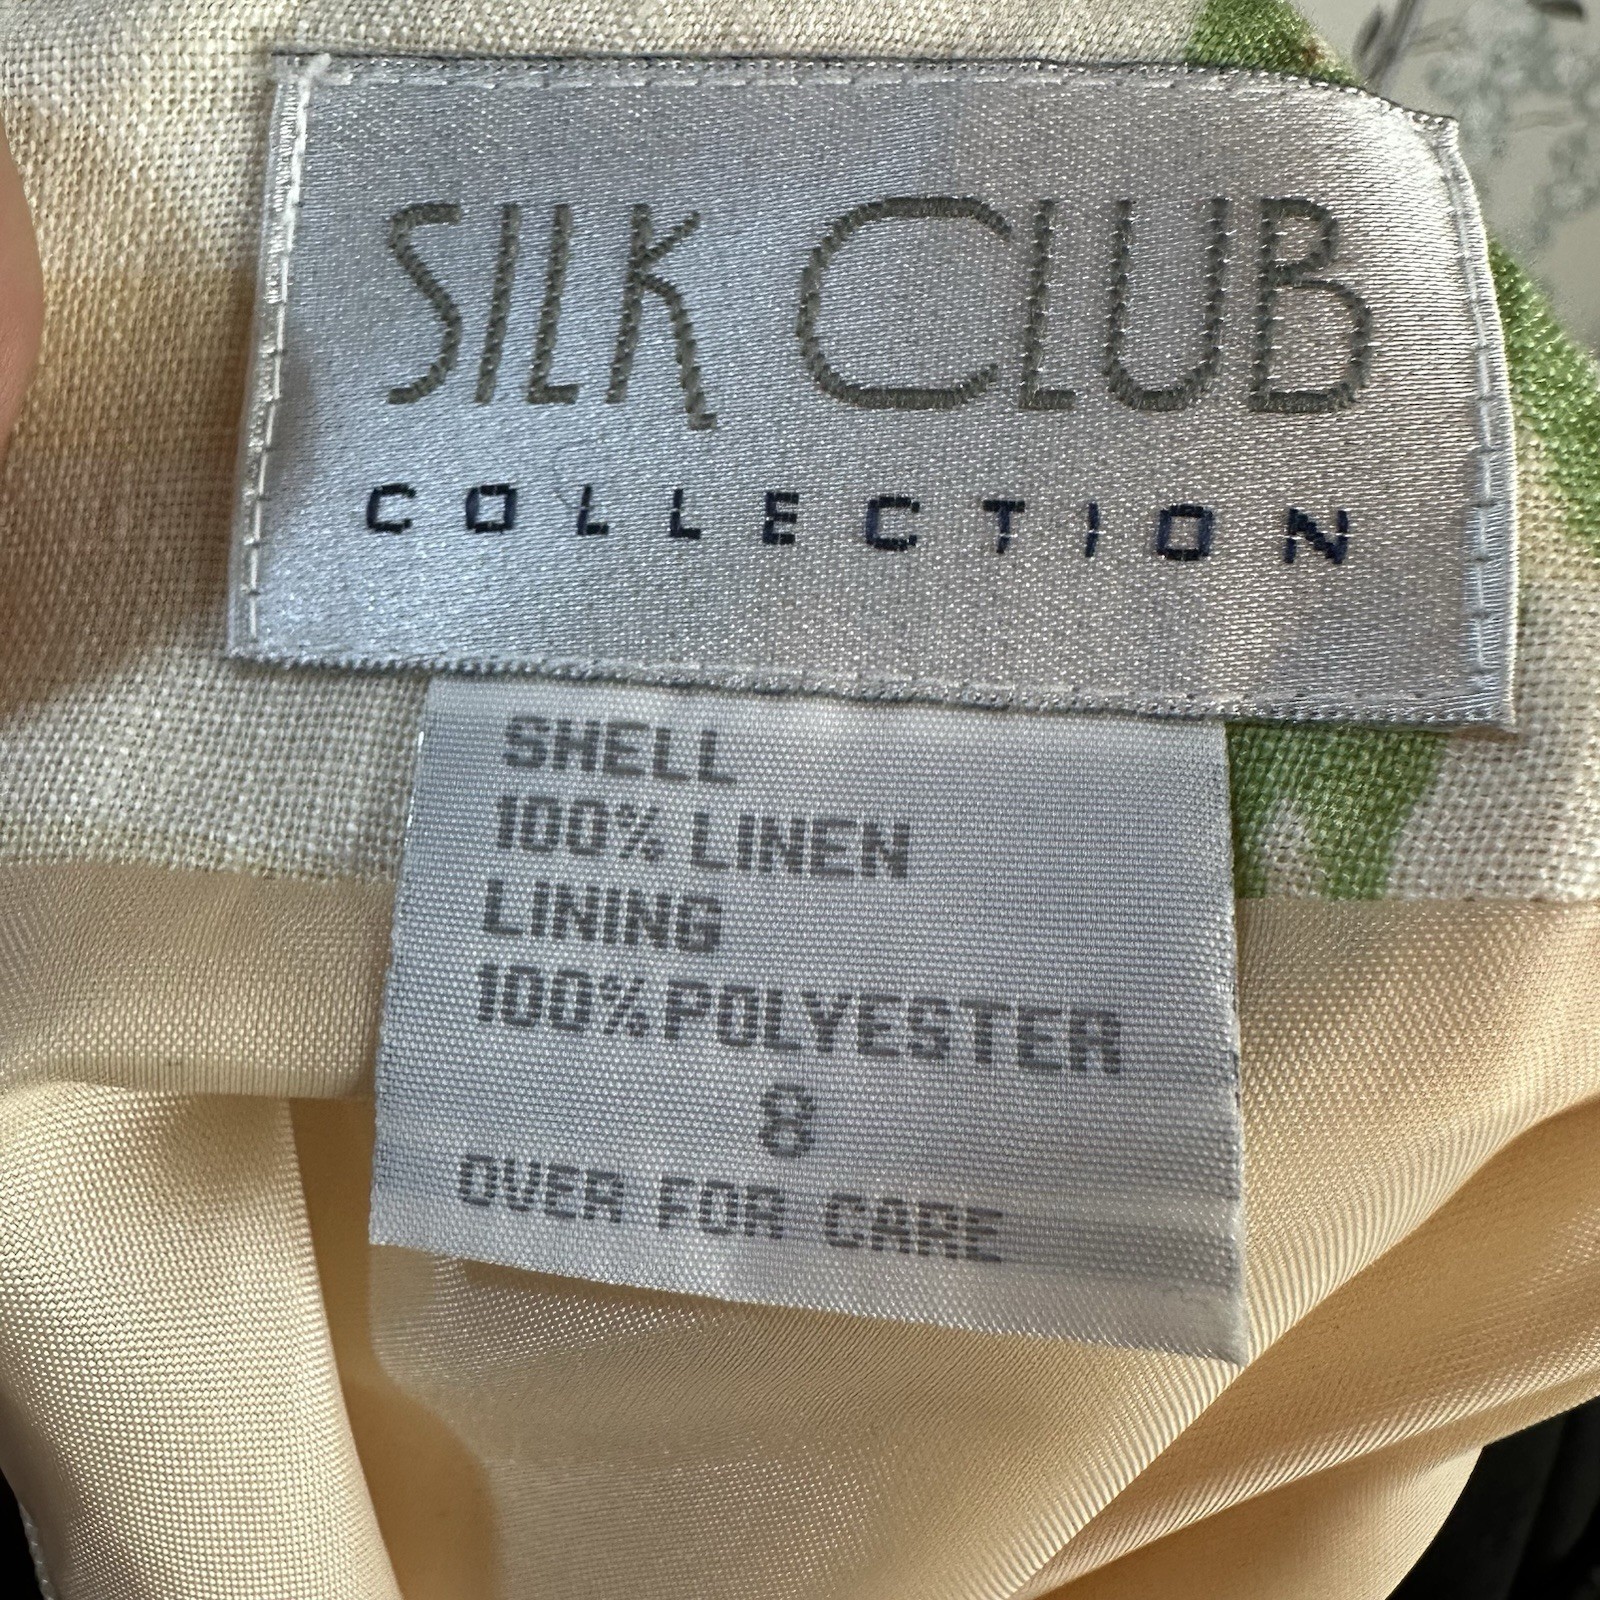 SILK CLUB
COLLECTION
SHELL
100% LINEN
LINING
100% POLYESTER
8
OVER FOR CARE